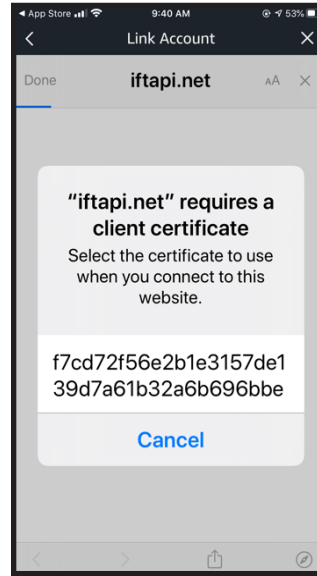 App Store 9:40 AM 53%
Link Account
Done iftapi.net AA
“iftapi.net” requires a
client certificate
Select the certificate to use
when you connect to this
website.
f7cd72f56e2b1e3157de1
39d7a61b32a6b696bbe
Cancel